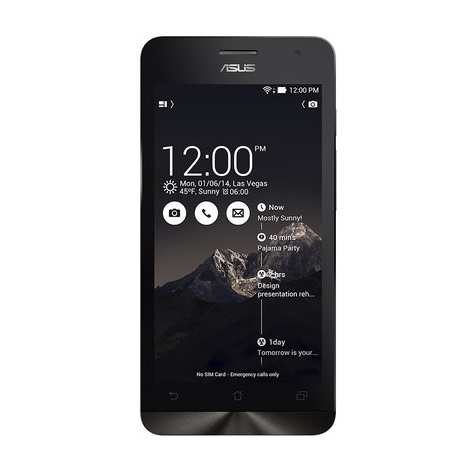 ASUS
12:00 PM
12:00 PM
Mon, 01/06/14, Las Vegas
45ºF, Sunny 06:00
Now
Mostly Sunny!
40 mins
Pajama Party
hrs
Design
presentation reh...
1day
Tomorrow is your...
No SIM Card - Emergency calls only